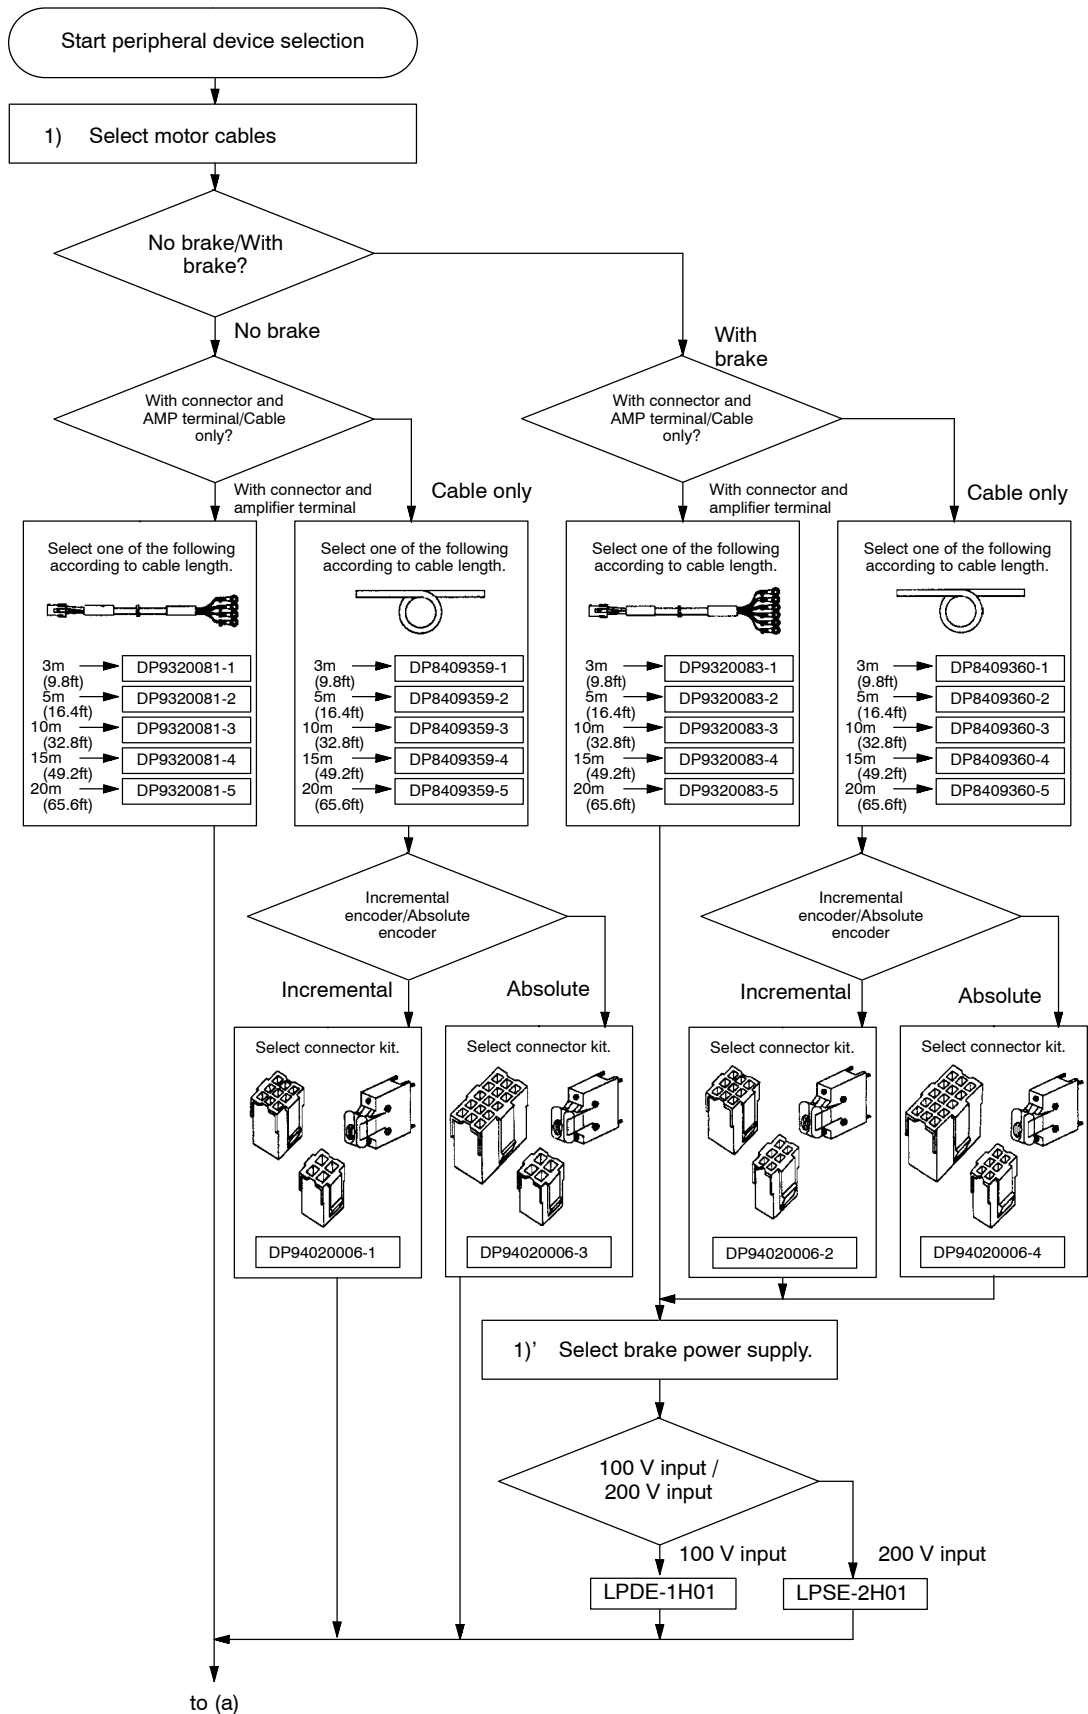 Start peripheral device selection
1) Select motor cables
No brake/With
brake?
No brake
With
brake
With connector and
AMP terminal/Cable
only?
With connector and
AMP terminal/Cable
only?
With connector and
amplifier terminal
Cable only
With connector and
amplifier terminal
Cable only
Select one of the following
according to cable length.
3m
(9.8ft)
DP9320081-1
5m
(16.4ft)
DP9320081-2
10m
(32.8ft)
DP9320081-3
15m
(49.2ft)
DP9320081-4
20m
(65.6ft)
DP9320081-5
Select one of the following
according to cable length.
3m
(9.8ft)
DP8409359-1
5m
(16.4ft)
DP8409359-2
10m
(32.8ft)
DP8409359-3
15m
(49.2ft)
DP8409359-4
20m
(65.6ft)
DP8409359-5
Select one of the following
according to cable length.
3m
(9.8ft)
DP9320083-1
5m
(16.4ft)
DP9320083-2
10m
(32.8ft)
DP9320083-3
15m
(49.2ft)
DP9320083-4
20m
(65.6ft)
DP9320083-5
Select one of the following
according to cable length.
3m
(9.8ft)
DP8409360-1
5m
(16.4ft)
DP8409360-2
10m
(32.8ft)
DP8409360-3
15m
(49.2ft)
DP8409360-4
20m
(65.6ft)
DP8409360-5
Incremental
encoder/Absolute
encoder
Incremental
encoder/Absolute
encoder
Incremental
Absolute
Incremental
Absolute
Select connector kit.
DP94020006-1
Select connector kit.
DP94020006-3
Select connector kit.
DP94020006-2
Select connector kit.
DP94020006-4
1)’ Select brake power supply.
100 V input /
200 V input
100 V input
200 V input
LPDE-1H01
LPSE-2H01
to (a)